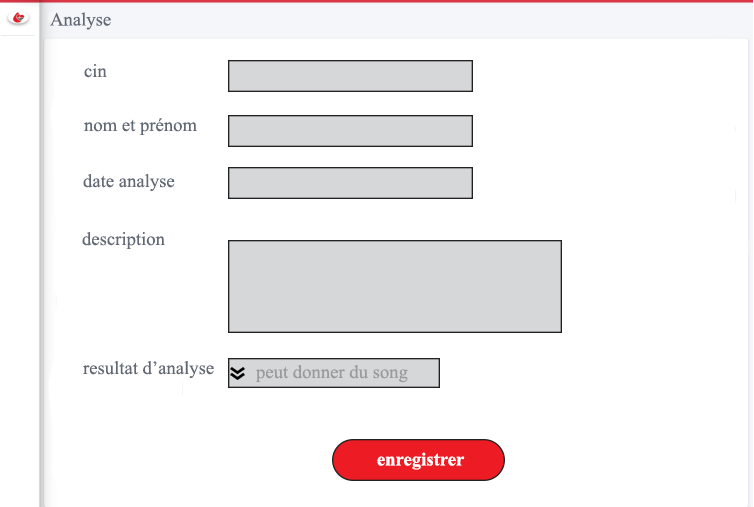 Analyse
cin
nom et prénom
date analyse
description
resultat d’analyse
peut donner du song
enregistrer